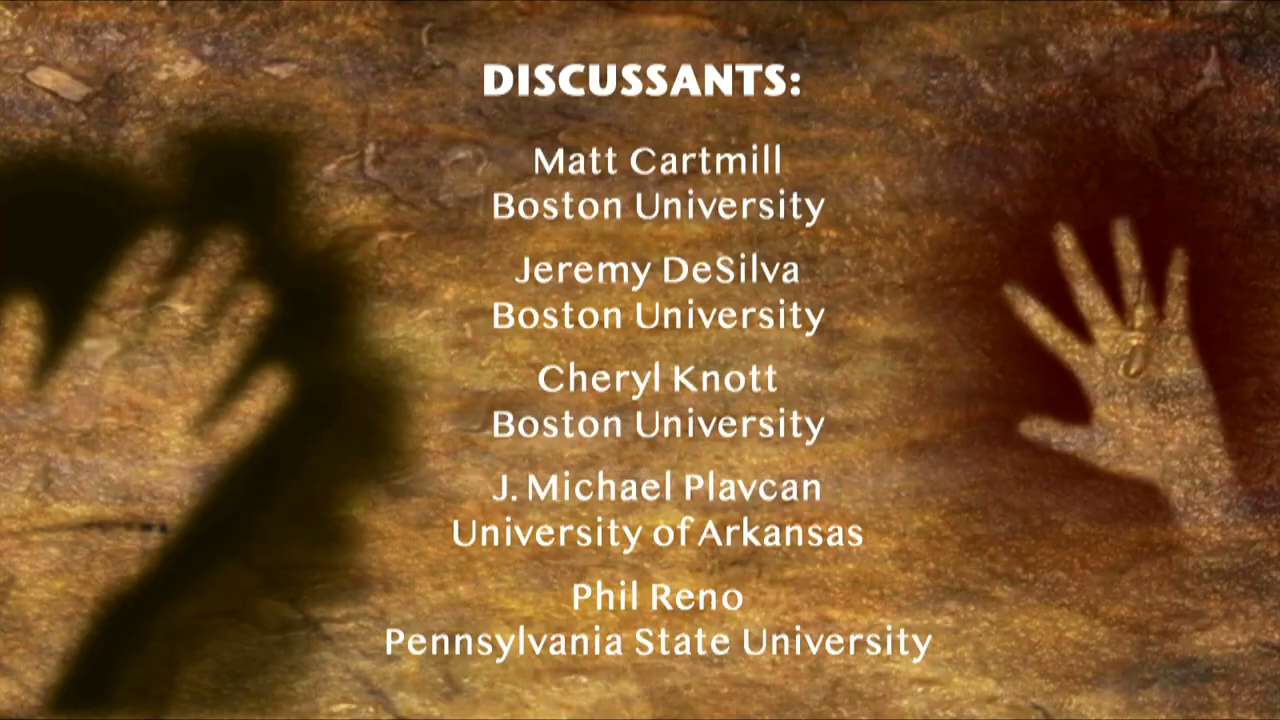 DISCUSSANTS:
Matt Cartmill
Boston University
Jeremy DeSilva
Boston University
Cheryl Knott
Boston University
J. Michael Plavcan
University of Arkansas
Phil Reno
Pennsylvania State University